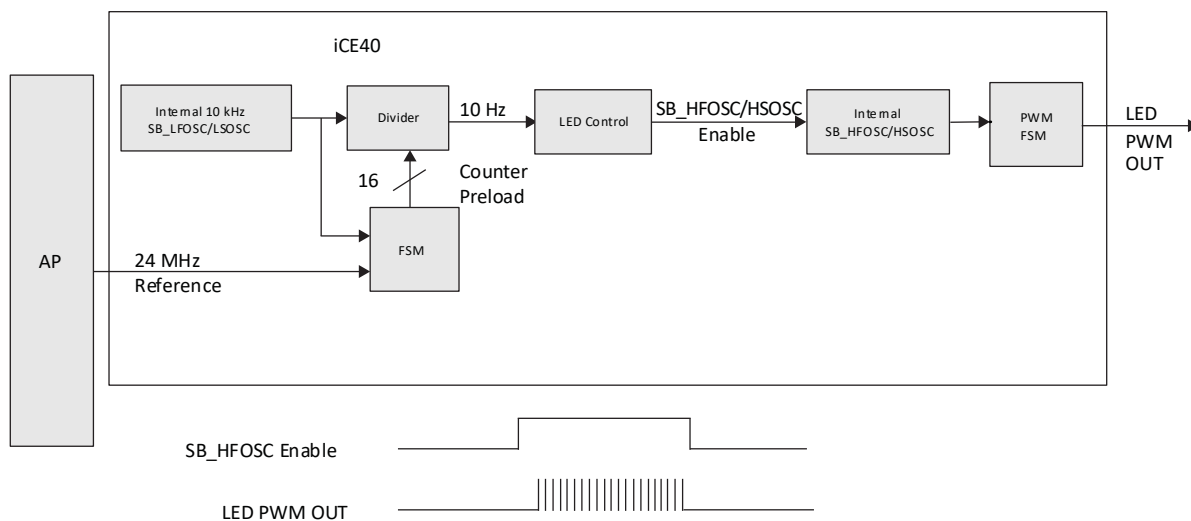 iCE40
Internal 10 kHz
SB_LFOSC/LSOSC
Divider
10 Hz
LED Control
SB_HFOSC/HSOSC
Enable
Internal
SB_HFOSC/HSOSC
PWM
FSM
LED
PWM
OUT
16
Counter
Preload
FSM
AP
24 MHz
Reference
SB_HFOSC Enable
LED PWM OUT